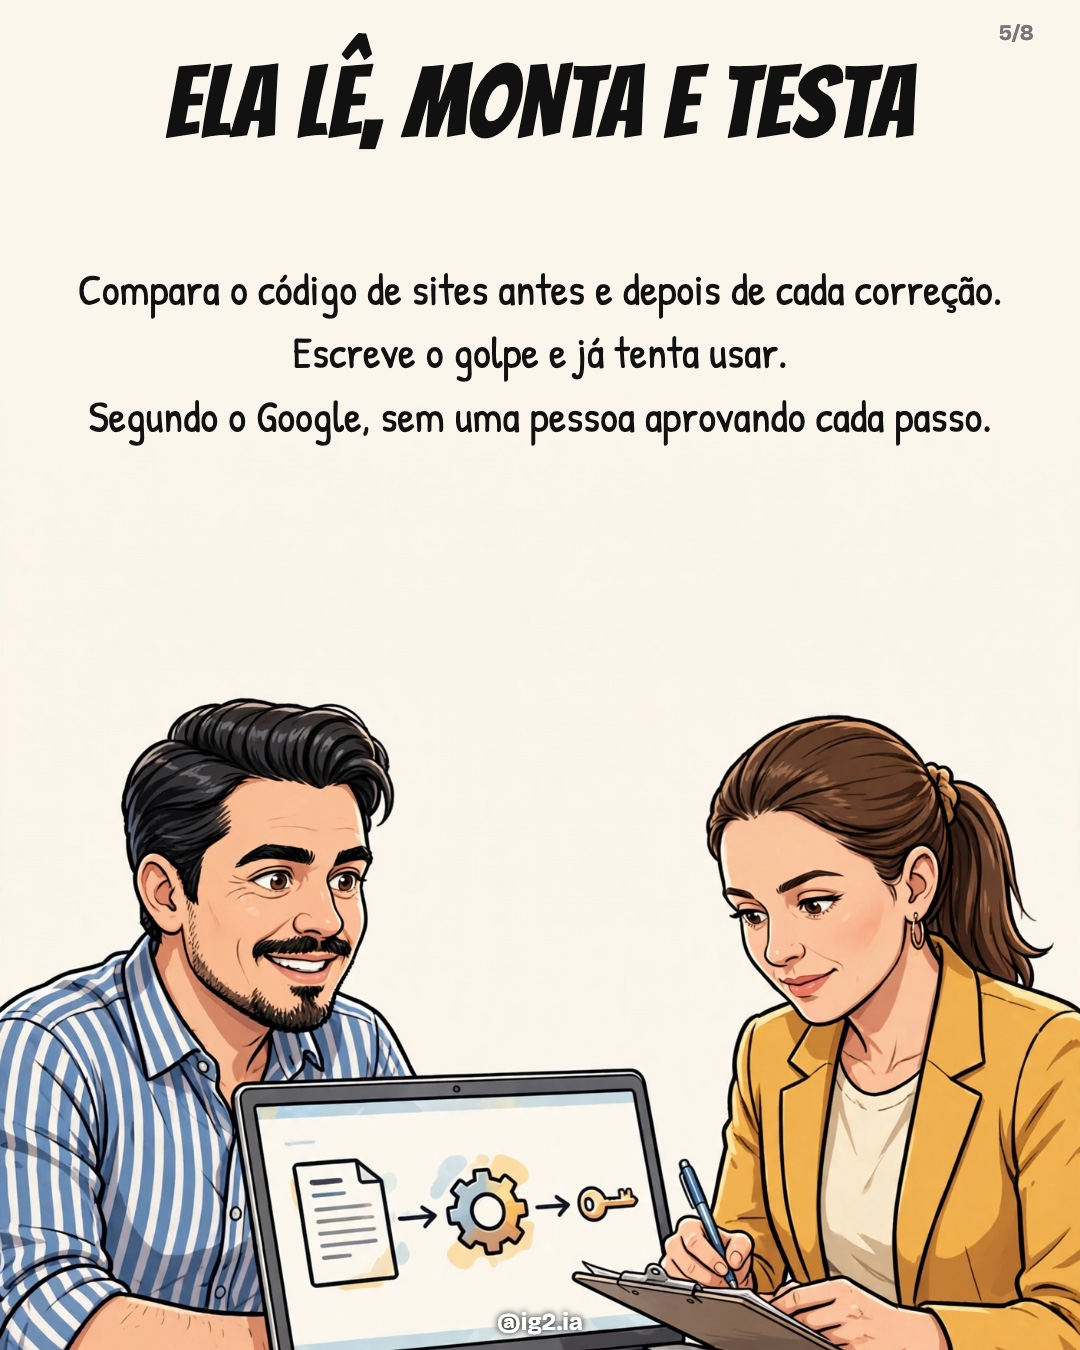 5/8
ELA LÊ, MONTA E TESTA
Compara o código de sites antes e depois de cada correção.
Escreve o golpe e já tenta usar.
Segundo o Google, sem uma pessoa aprovando cada passo.
@ig2.ia